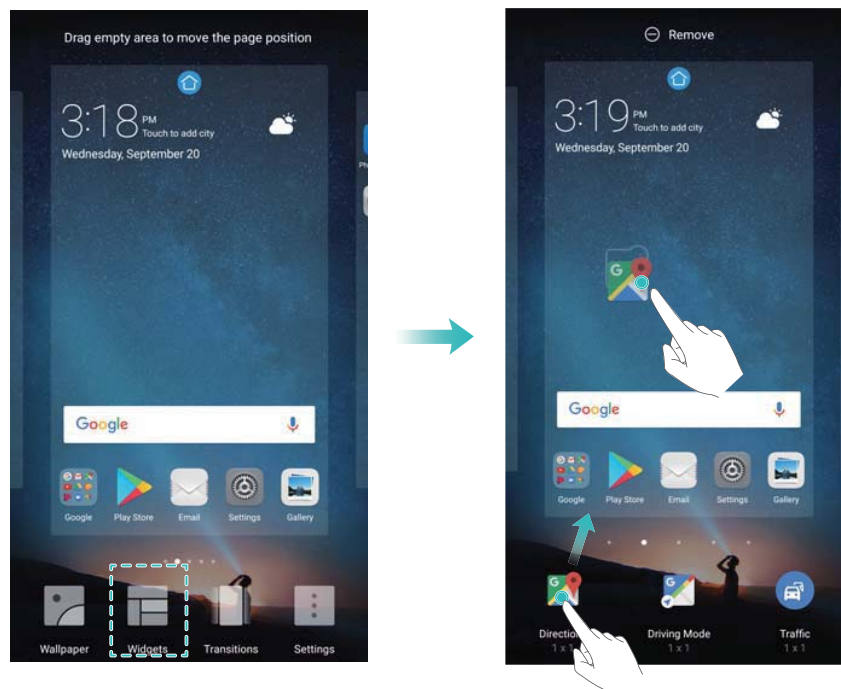 Drag empty area to move the page position
3:18 PM
Touch to add city
Wednesday, September 20
Google
Google
Play Store
Email
Settings
Gallery
Wallpaper
Widgets
Transitions
Settings
Remove
3:19 PM
Touch to add city
Wednesday, September 20
G
Google
Google
Play Store
Email
Settings
Gallery
G
G
Driving Mode
Traffic
1 x 1
1 x 1